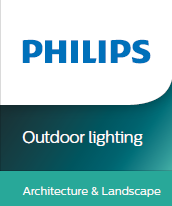 PHILIPS
Outdoor lighting
Architecture & Landscape